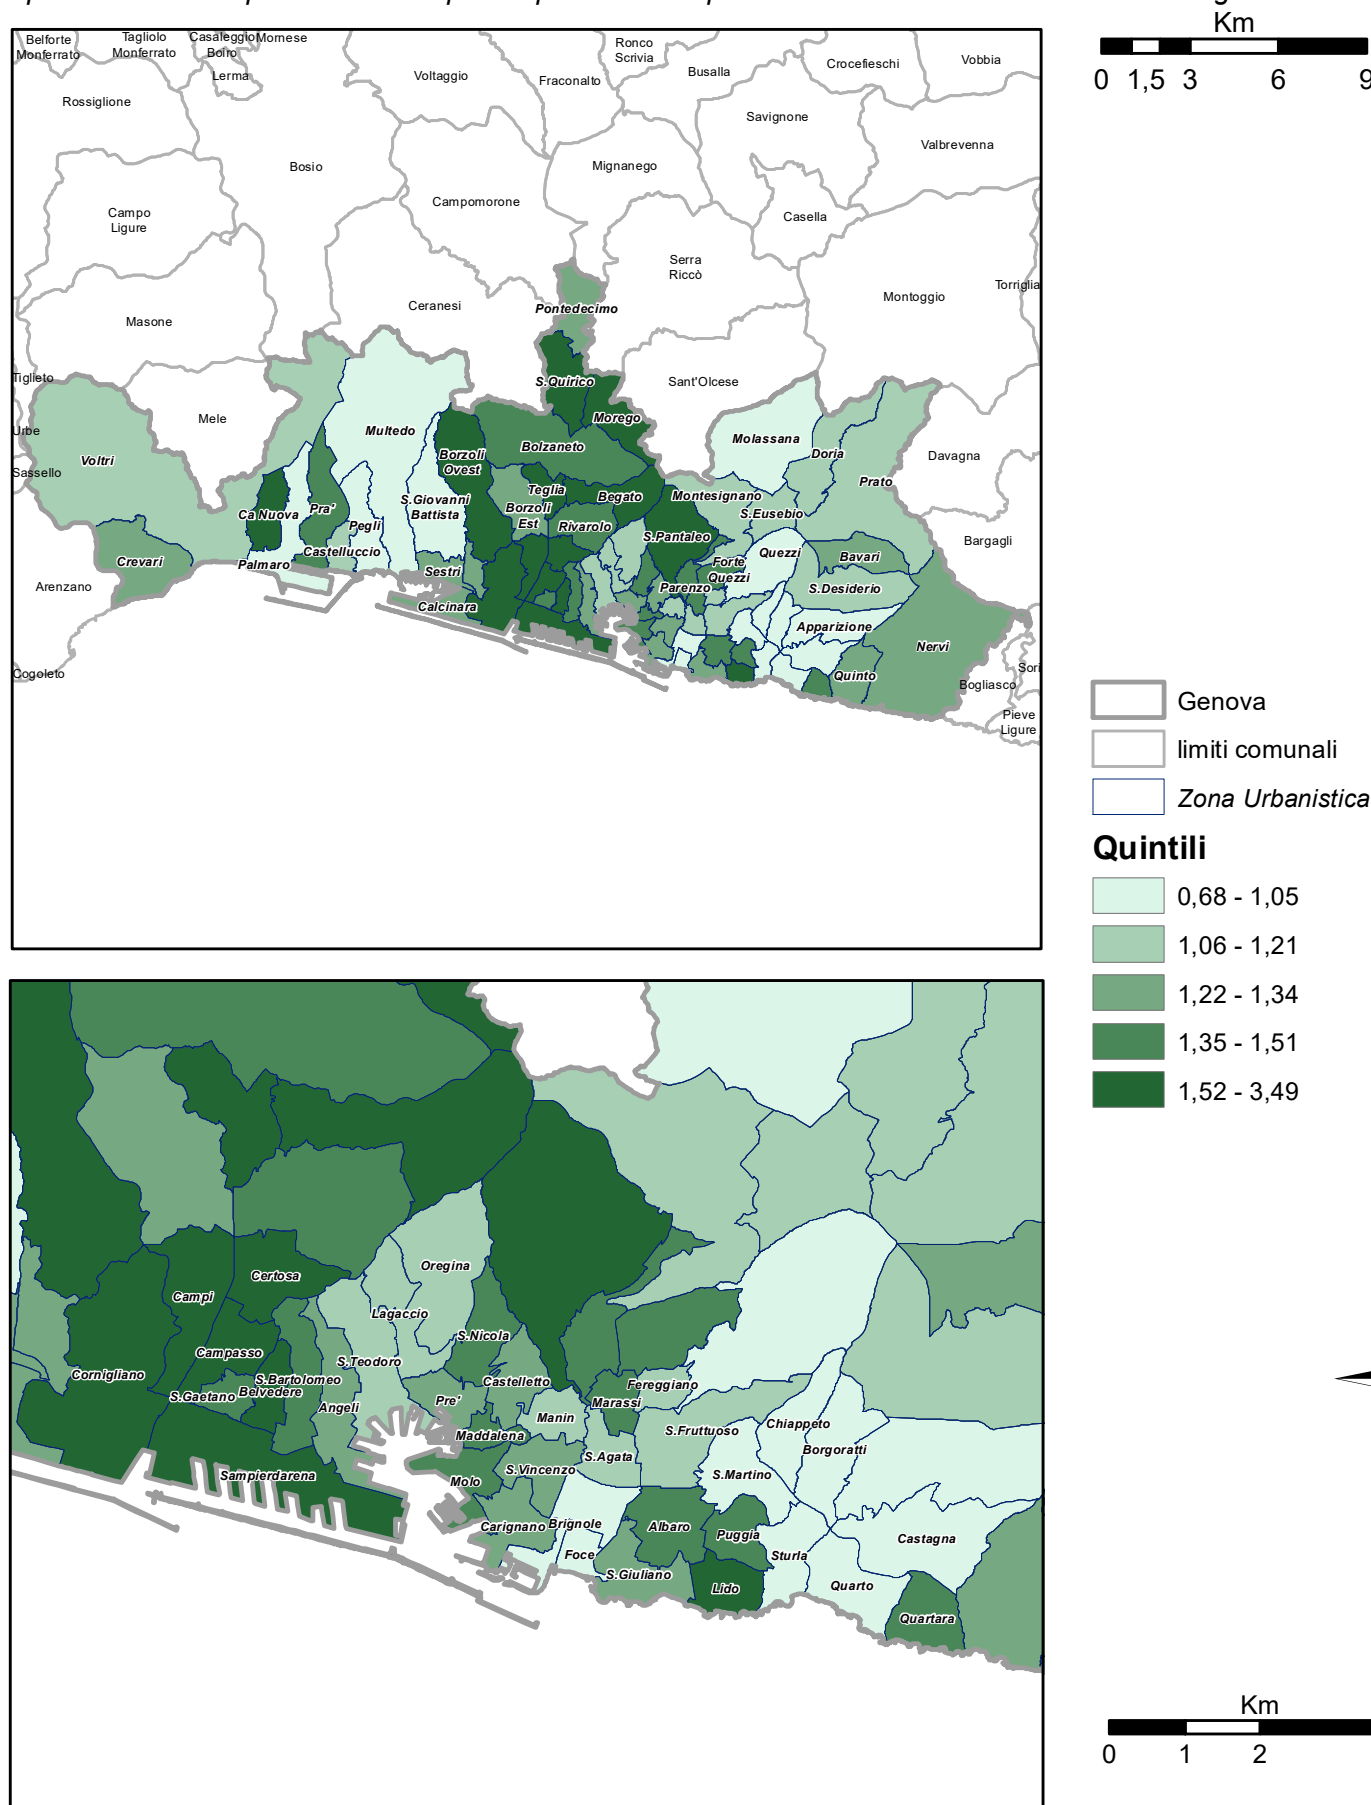 Km
0 1,5 3 6 9
Belforte
Monferrato
Tagliolo
Monferrato
Casaleggio
Boiro
Mornese
Lerma
Rossiglione
Voltaggio
Fraconalto
Ronco
Scrivia
Busalla
Crocefieschi
Vobbia
Savignone
Valbrevenna
Bosio
Mignanego
Campo
Ligure
Campomorone
Casella
Serra
Riccò
Masone
Ceranesi
Montoggio
Torriglia
Pontedecimo
Tiglieto
S.Quirico
Sant'Olcese
Mele
Morego
Urbe
Multedo
Molassana
Bolzaneto
Borzoli
Ovest
Doria
Davagna
Voltri
Sassello
Prato
Teglia
Begato
Montesignano
Ca Nuova
Pra'
S.Giovanni
Battista
Borzoli
Est
S.Eusebio
Pegli
Rivarolo
S.Pantaleo
Bargagli
Castelluccio
Quezzi
Bavari
Crevari
Palmaro
Sestri
Forte
Quezzi
Arenzano
Parenzo
S.Desiderio
Calcinara
Apparizione
Nervi
Cogoleto
Quinto
Sori
Bogliasco
Pieve
Ligure
Genova
limiti comunali
Zona Urbanistica
Quintili
0,68 - 1,05
1,06 - 1,21
1,22 - 1,34
1,35 - 1,51
1,52 - 3,49
Oregina
Certosa
Campi
Lagaccio
S.Nicola
Campasso
S.Teodoro
Cornigliano
S.Bartolomeo
Castelletto
Fereggiano
S.Gaetano
Belvedere
Pre'
Marassi
Angeli
Manin
Chiappeto
Maddalena
S.Fruttuoso
Borgoratti
S.Agata
Sampierdarena
Molo
S.Vincenzo
S.Martino
Carignano
Brignole
Albaro
Puggia
Castagna
Foce
Sturla
S.Giuliano
Lido
Quarto
Quartara
Km
0 1 2